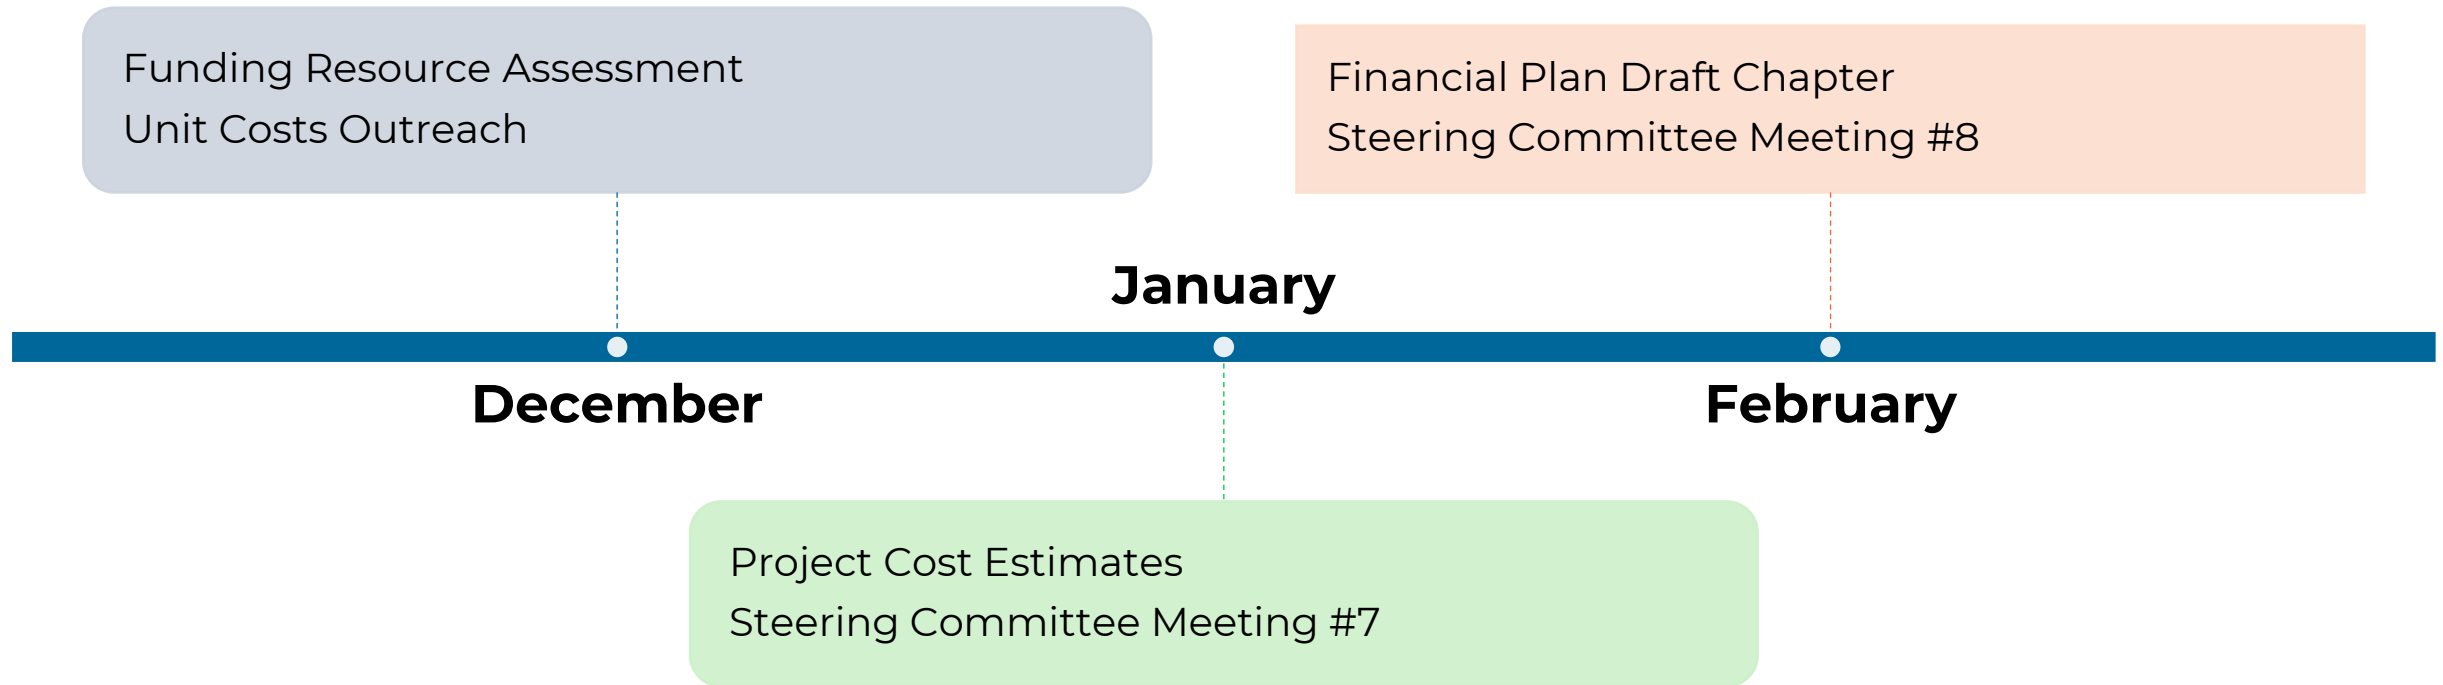 Funding Resource Assessment
Unit Costs Outreach
Financial Plan Draft Chapter
Steering Committee Meeting #8
January
December
February
Project Cost Estimates
Steering Committee Meeting #7